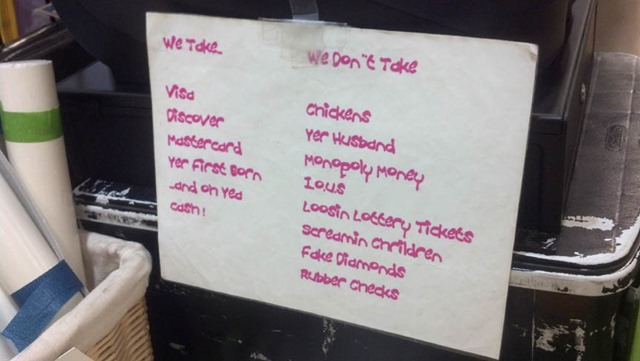 We Take..
Visa
Discover
Mastercard
Yer First Born
..and oh Yea
Cash!
We Don't Take
Chickens
Yer Husband
Monopoly Money
I.O.U.S
Loosin Lottery Tickets
Screamin Chrildren
Fake Diamonds
Rubber Checks